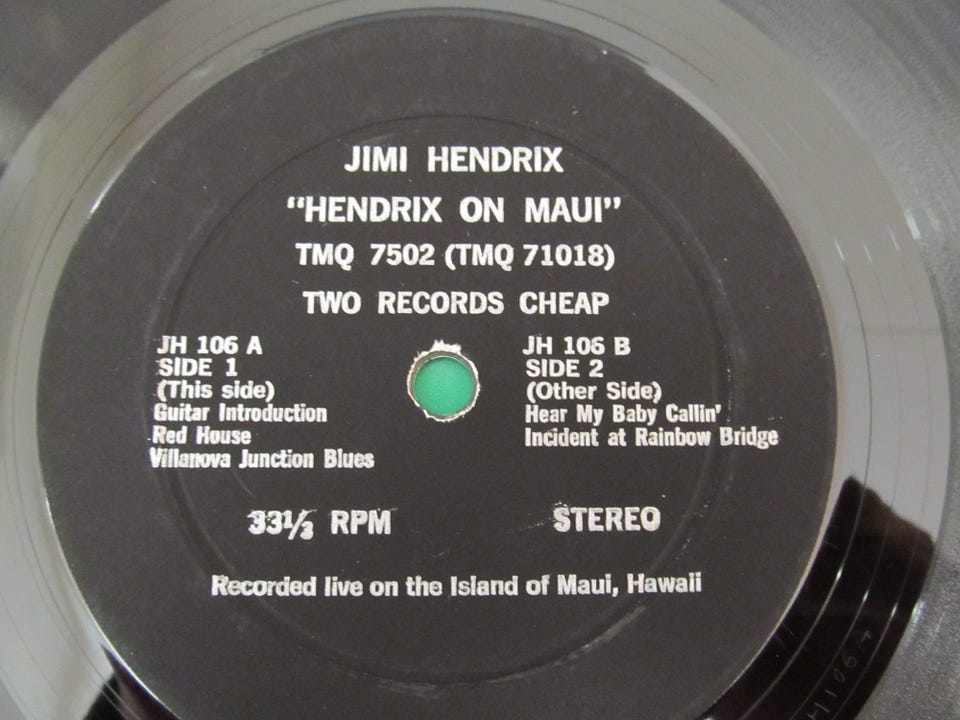 JIMI HENDRIX
"HENDRIX ON MAUI"
TMQ 7502 (TMQ 71018)
TWO RECORDS CHEAP
JH 106 A
SIDE 1
(This side)
Guitar Introduction
Red House
Villanova Junction Blues
JH 106 B
SIDE 2
(Other Side)
Hear My Baby Callin'
Incident at Rainbow Bridge
33⅓ RPM
STEREO
Recorded live on the Island of Maui, Hawaii